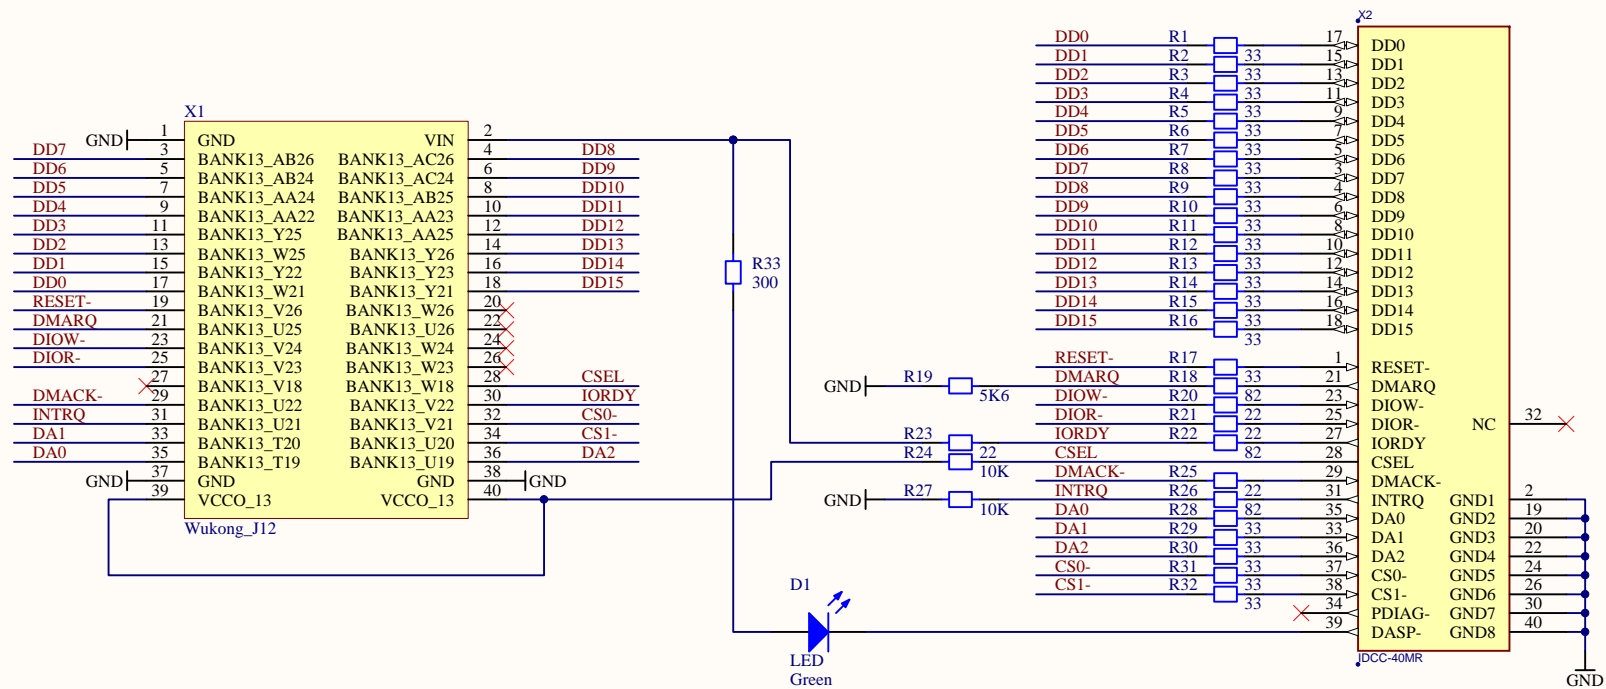 X1
GND 1 GND VIN 2
DD7 3 BANK13_AB26 BANK13_AC26 4 DD8
DD6 5 BANK13_AB24 BANK13_AC24 6 DD9
DD5 7 BANK13_AA24 BANK13_AB25 8 DD10
DD4 9 BANK13_AA22 BANK13_AA23 10 DD11
DD3 11 BANK13_Y25 BANK13_AA25 12 DD12
DD2 13 BANK13_W25 BANK13_Y26 14 DD13
DD1 15 BANK13_Y22 BANK13_Y23 16 DD14
DD0 17 BANK13_W21 BANK13_Y21 18 DD15
RESET- 19 BANK13_V26 BANK13_W26 20
DMARQ 21 BANK13_U25 BANK13_U26 22
DIOW- 23 BANK13_V24 BANK13_W24 24
DIOR- 25 BANK13_V23 BANK13_W23 26
27 BANK13_V18 BANK13_W18 28 CSEL
DMACK- 29 BANK13_U22 BANK13_V22 30 IORDY
INTRQ 31 BANK13_U21 BANK13_V21 32 CS0-
DA1 33 BANK13_T20 BANK13_U20 34 CS1-
DA0 35 BANK13_T19 BANK13_U19 36 DA2
GND 37 GND GND 38 GND
39 VCCO_13 VCCO_13 40
Wukong_J12
R33
300
D1
LED
Green
GND R19 5K6
R23 22
R24 10K
GND R27 10K
X2
DD0 R1 33 17 DD0
DD1 R2 33 15 DD1
DD2 R3 33 13 DD2
DD3 R4 33 11 DD3
DD4 R5 33 9 DD4
DD5 R6 33 7 DD5
DD6 R7 33 5 DD6
DD7 R8 33 3 DD7
DD8 R9 33 4 DD8
DD9 R10 33 6 DD9
DD10 R11 33 8 DD10
DD11 R12 33 10 DD11
DD12 R13 33 12 DD12
DD13 R14 33 14 DD13
DD14 R15 33 16 DD14
DD15 R16 33 18 DD15
RESET- R17 33 1 RESET-
DMARQ R18 82 21 DMARQ
DIOW- R20 22 23 DIOW-
DIOR- R21 22 25 DIOR-
IORDY R22 82 27 IORDY
CSEL 28 CSEL
DMACK- R25 22 29 DMACK-
INTRQ R26 82 31 INTRQ
DA0 R28 33 35 DA0
DA1 R29 33 33 DA1
DA2 R30 33 36 DA2
CS0- R31 33 37 CS0-
CS1- R32 33 38 CS1-
34 PDIAG-
39 DASP-
NC 32
GND1 2
GND2 19
GND3 20
GND4 22
GND5 24
GND6 26
GND7 30
GND8 40
IDCC-40MR
GND